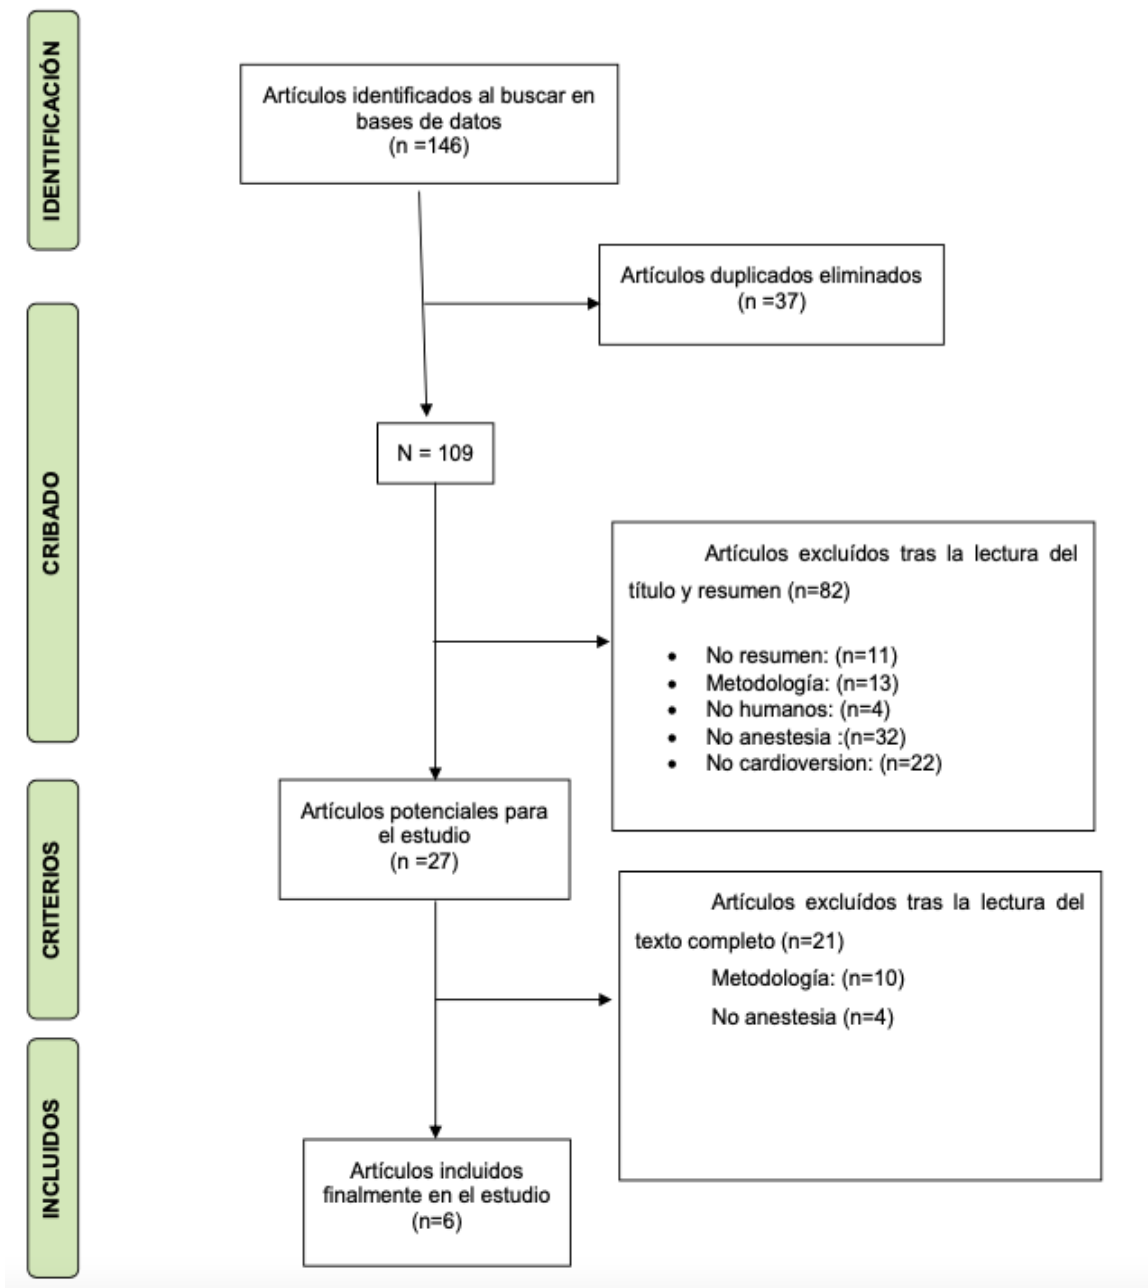 IDENTIFICACIÓN
Artículos identificados al buscar en
bases de datos
(n =146)
Artículos duplicados eliminados
(n =37)
CRIBADO
N = 109
Artículos excluídos tras la lectura del
título y resumen (n=82)
• No resumen: (n=11)
• Metodología: (n=13)
• No humanos: (n=4)
• No anestesia :(n=32)
• No cardioversion: (n=22)
CRITERIOS
Artículos potenciales para
el estudio
(n =27)
Artículos excluídos tras la lectura del
texto completo (n=21)
Metodología: (n=10)
No anestesia (n=4)
INCLUIDOS
Artículos incluidos
finalmente en el estudio
(n=6)